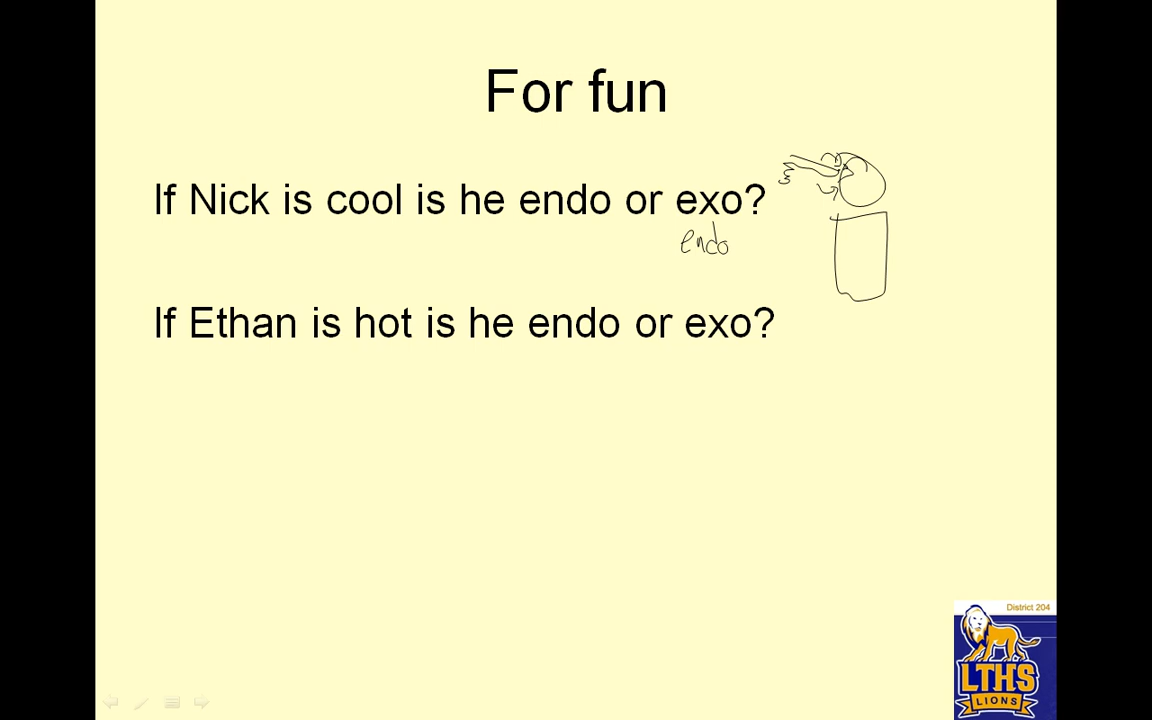 For fun
If Nick is cool is he endo or exo?
endo
If Ethan is hot is he endo or exo?
District 204
LTHS
LIONS